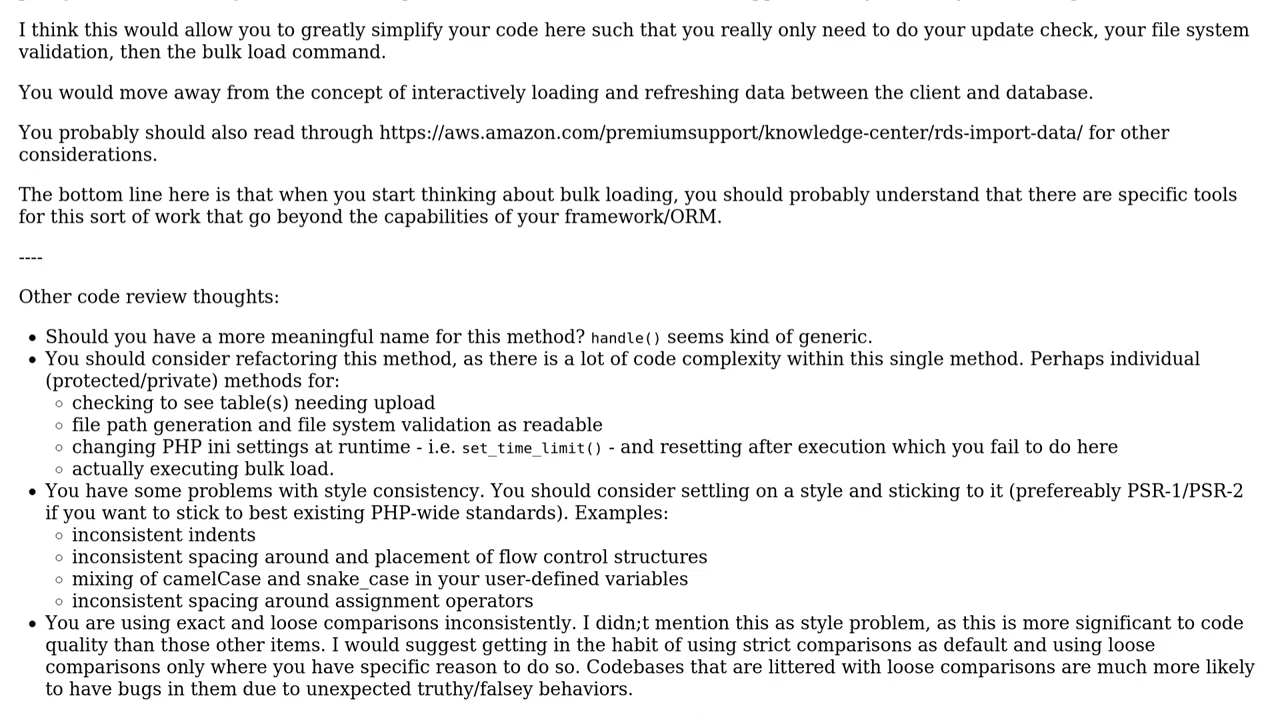 I think this would allow you to greatly simplify your code here such that you really only need to do your update check, your file system
validation, then the bulk load command.
You would move away from the concept of interactively loading and refreshing data between the client and database.
You probably should also read through https://aws.amazon.com/premiumsupport/knowledge-center/rds-import-data/ for other
considerations.
The bottom line here is that when you start thinking about bulk loading, you should probably understand that there are specific tools
for this sort of work that go beyond the capabilities of your framework/ORM.
----
Other code review thoughts:
• Should you have a more meaningful name for this method? handle() seems kind of generic.
• You should consider refactoring this method, as there is a lot of code complexity within this single method. Perhaps individual
(protected/private) methods for:
◦ checking to see table(s) needing upload
◦ file path generation and file system validation as readable
◦ changing PHP ini settings at runtime - i.e. set_time_limit() - and resetting after execution which you fail to do here
◦ actually executing bulk load.
• You have some problems with style consistency. You should consider settling on a style and sticking to it (prefereably PSR-1/PSR-2
if you want to stick to best existing PHP-wide standards). Examples:
◦ inconsistent indents
◦ inconsistent spacing around and placement of flow control structures
◦ mixing of camelCase and snake_case in your user-defined variables
◦ inconsistent spacing around assignment operators
• You are using exact and loose comparisons inconsistently. I didn;t mention this as style problem, as this is more significant to code
quality than those other items. I would suggest getting in the habit of using strict comparisons as default and using loose
comparisons only where you have specific reason to do so. Codebases that are littered with loose comparisons are much more likely
to have bugs in them due to unexpected truthy/falsey behaviors.